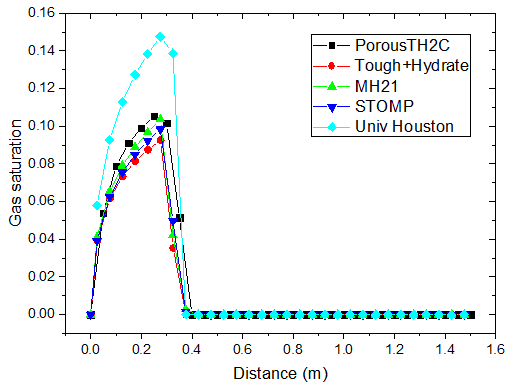 0.16
0.14
0.12
0.10
0.08
0.06
0.04
0.02
0.00
Gas saturation
PorousTH2C
Tough+Hydrate
MH21
STOMP
Univ Houston
0.0 0.2 0.4 0.6 0.8 1.0 1.2 1.4 1.6
Distance (m)